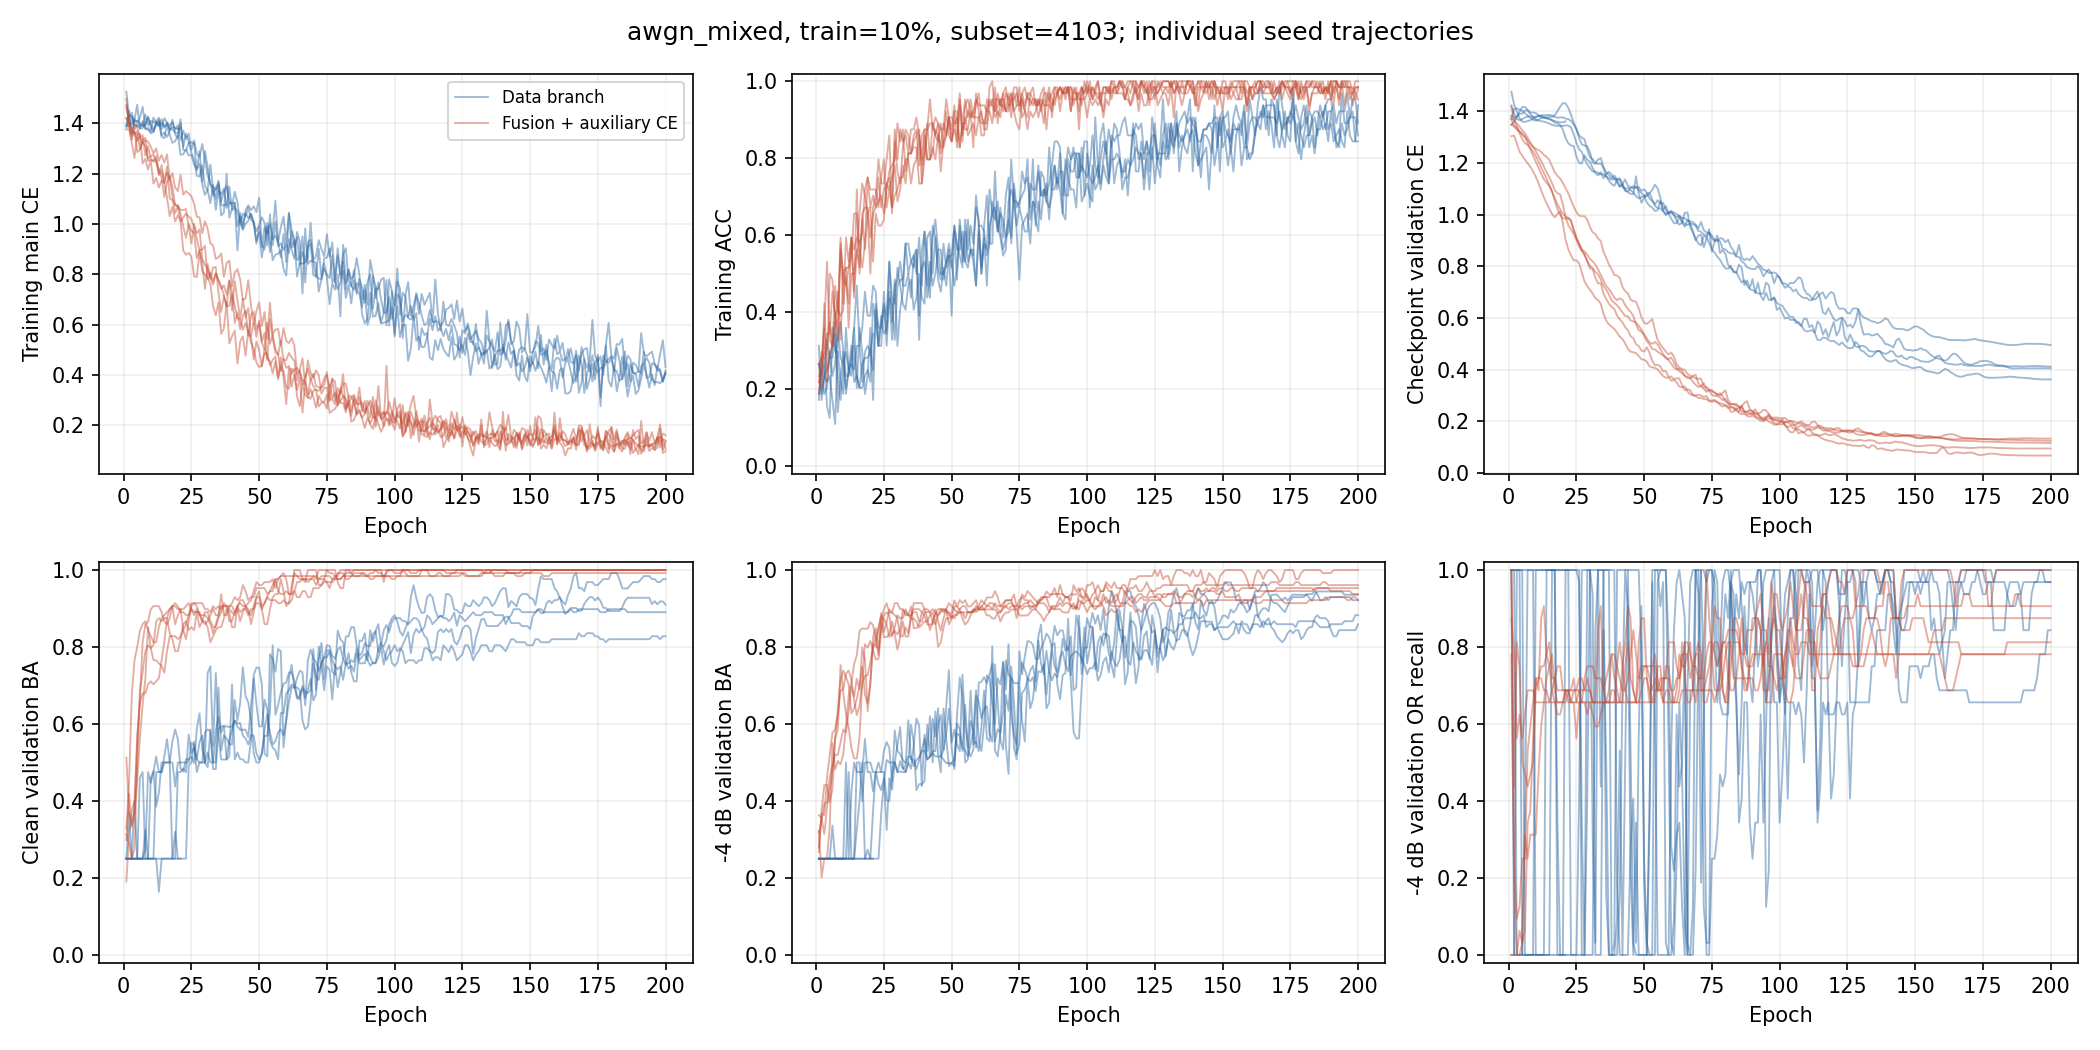 awgn_mixed, train=10%, subset=4103; individual seed trajectories
Training main CE
1.4
1.2
1.0
0.8
0.6
0.4
0.2
Data branch
Fusion + auxiliary CE
0 25 50 75 100 125 150 175 200
Epoch
Training ACC
1.0
0.8
0.6
0.4
0.2
0.0
0 25 50 75 100 125 150 175 200
Epoch
Checkpoint validation CE
1.4
1.2
1.0
0.8
0.6
0.4
0.2
0.0
0 25 50 75 100 125 150 175 200
Epoch
Clean validation BA
1.0
0.8
0.6
0.4
0.2
0.0
0 25 50 75 100 125 150 175 200
Epoch
-4 dB validation BA
1.0
0.8
0.6
0.4
0.2
0.0
0 25 50 75 100 125 150 175 200
Epoch
-4 dB validation OR recall
1.0
0.8
0.6
0.4
0.2
0.0
0 25 50 75 100 125 150 175 200
Epoch